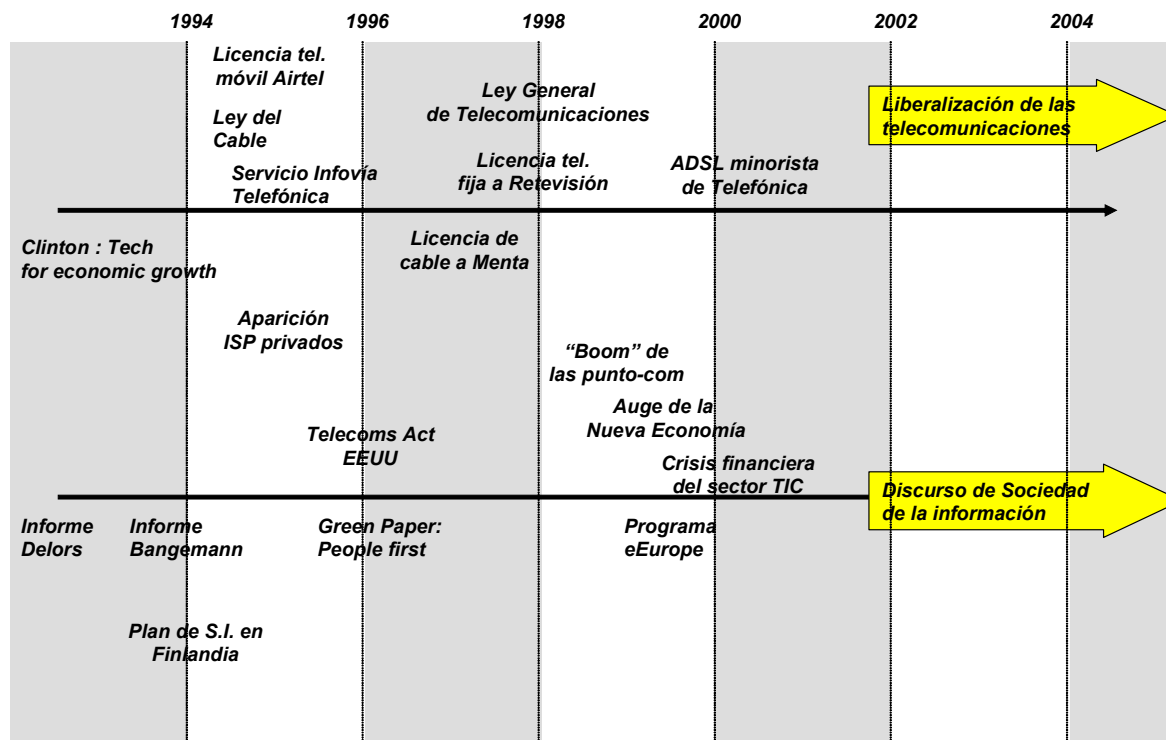 1994
1996
1998
2000
2002
2004
Licencia tel.
móvil Airtel
Ley General
de Telecomunicaciones
Liberalización de las
telecomunicaciones
Ley del
Cable
Servicio Infovía
Telefónica
Licencia tel.
fija a Retevisión
ADSL minorista
de Telefónica
Clinton : Tech
for economic growth
Licencia de
cable a Menta
Aparición
ISP privados
“Boom” de
las punto-com
Auge de la
Nueva Economía
Telecoms Act
EEUU
Crisis financiera
del sector TIC
Discurso de Sociedad
de la información
Informe
Delors
Informe
Bangemann
Green Paper:
People first
Programa
eEurope
Plan de S.I. en
Finlandia